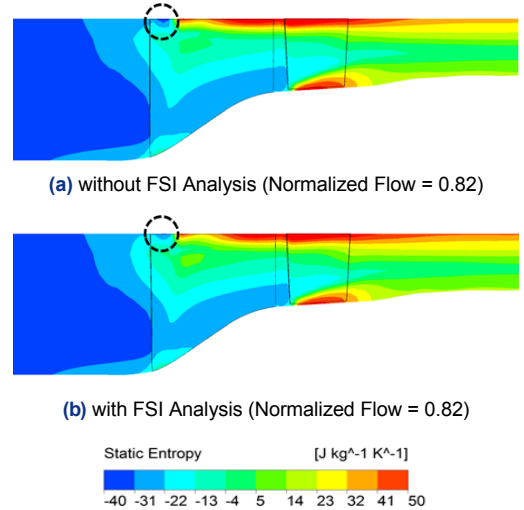 (a) without FSI Analysis (Normalized Flow = 0.82)
(b) with FSI Analysis (Normalized Flow = 0.82)
Static Entropy [J kg^-1 K^-1]
-40 -31 -22 -13 -4 5 14 23 32 41 50